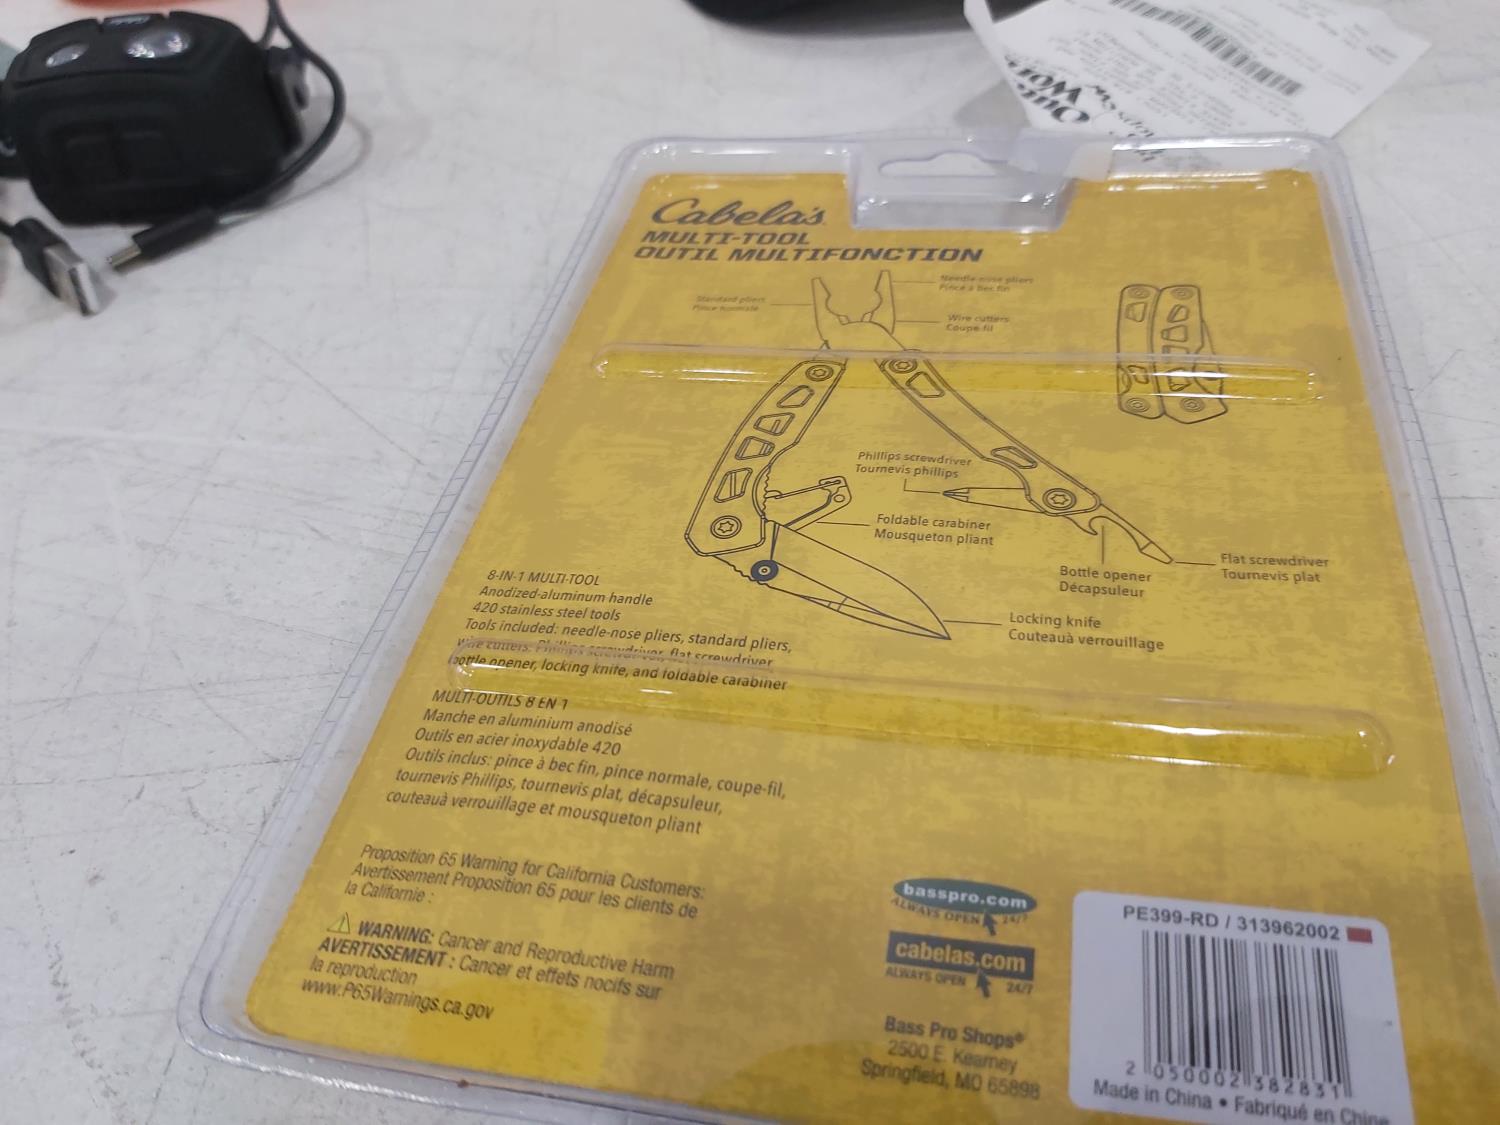 Cabela's
MULTI-TOOL
OUTIL MULTIFONCTION
Needle nose pliers
Pince à bec fin
Standard pliers
Pince normale
Wire cutters
Coupe-fil
Phillips screwdriver
Tournevis phillips
Foldable carabiner
Mousqueton pliant
Bottle opener
Décapsuleur
Flat screwdriver
Tournevis plat
Locking knife
Couteauà verrouillage
8-IN-1 MULTI-TOOL
Anodized-aluminum handle
420 stainless steel tools
Tools included: needle-nose pliers, standard pliers,
wire cutters, Phillips screwdriver, flat screwdriver
bottle opener, locking knife, and foldable carabiner
MULTI-OUTILS 8 EN 1
Manche en aluminium anodisé
Outils en acier inoxydable 420
Outils inclus: pince à bec fin, pince normale, coupe-fil,
tournevis Phillips, tournevis plat, décapsuleur,
couteauà verrouillage et mousqueton pliant
Proposition 65 Warning for California Customers:
Avertissement Proposition 65 pour les clients de
la Californie :
WARNING: Cancer and Reproductive Harm
AVERTISSEMENT : Cancer et effets nocifs sur
la reproduction
www.P65Warnings.ca.gov
basspro.com
ALWAYS OPEN 24/7
cabelas.com
ALWAYS OPEN 24/7
Bass Pro Shops®
2500 E. Kearney
Springfield, MO 65898
PE399-RD / 313962002
2 050002 382831
Made in China • Fabriqué en Chine